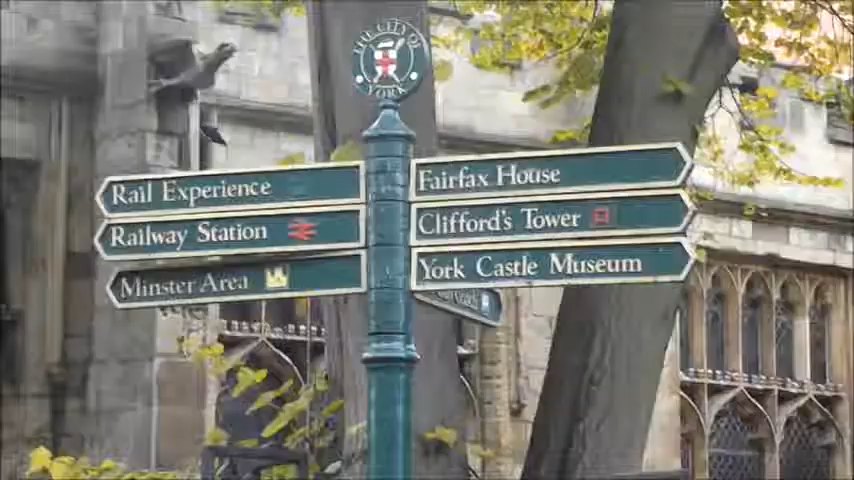 THE CITY OF
YORK
Rail Experience
Railway Station
Minster Area
Fairfax House
Clifford's Tower
York Castle Museum